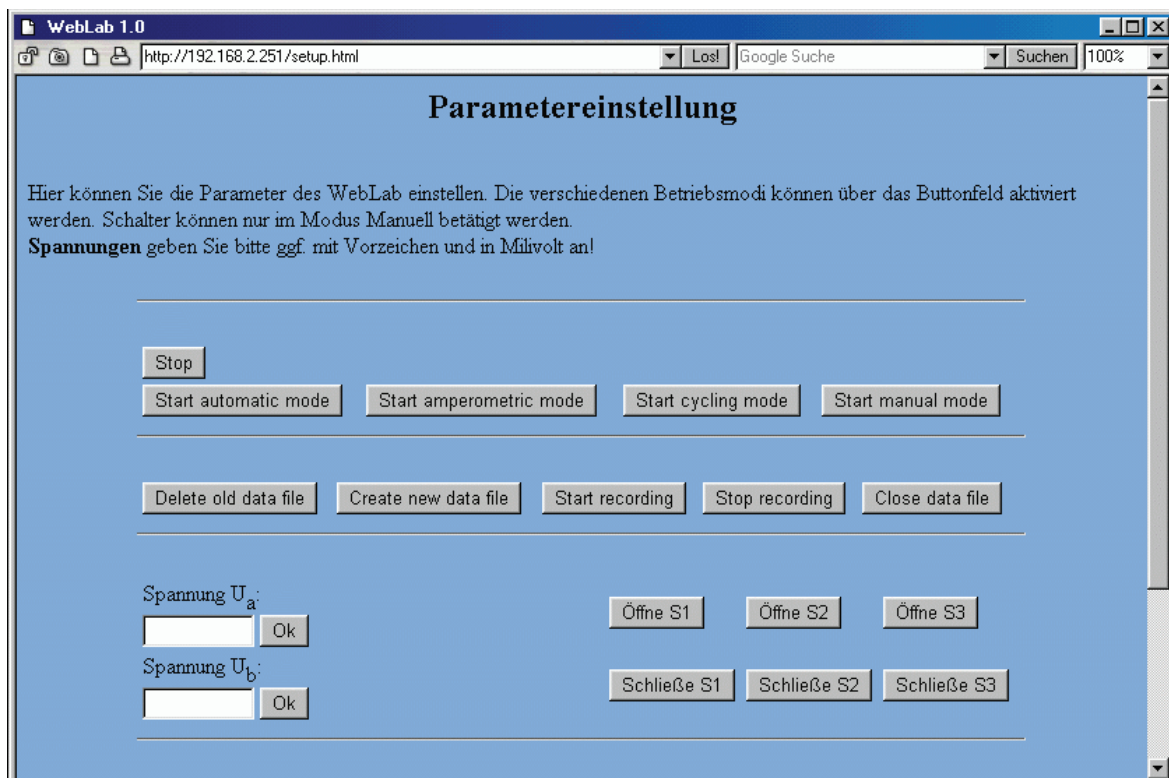 WebLab 1.0
http://192.168.2.251/setup.html Los! Google Suche Suchen 100%
Parametereinstellung
Hier können Sie die Parameter des WebLab einstellen. Die verschiedenen Betriebsmodi können über das Buttonfeld aktiviert
werden. Schalter können nur im Modus Manuell betätigt werden.
Spannungen geben Sie bitte ggf. mit Vorzeichen und in Milivolt an!
Stop
Start automatic mode Start amperometric mode Start cycling mode Start manual mode
Delete old data file Create new data file Start recording Stop recording Close data file
Spannung Ua:
Ok Öffne S1 Öffne S2 Öffne S3
Spannung Ub:
Ok Schließe S1 Schließe S2 Schließe S3